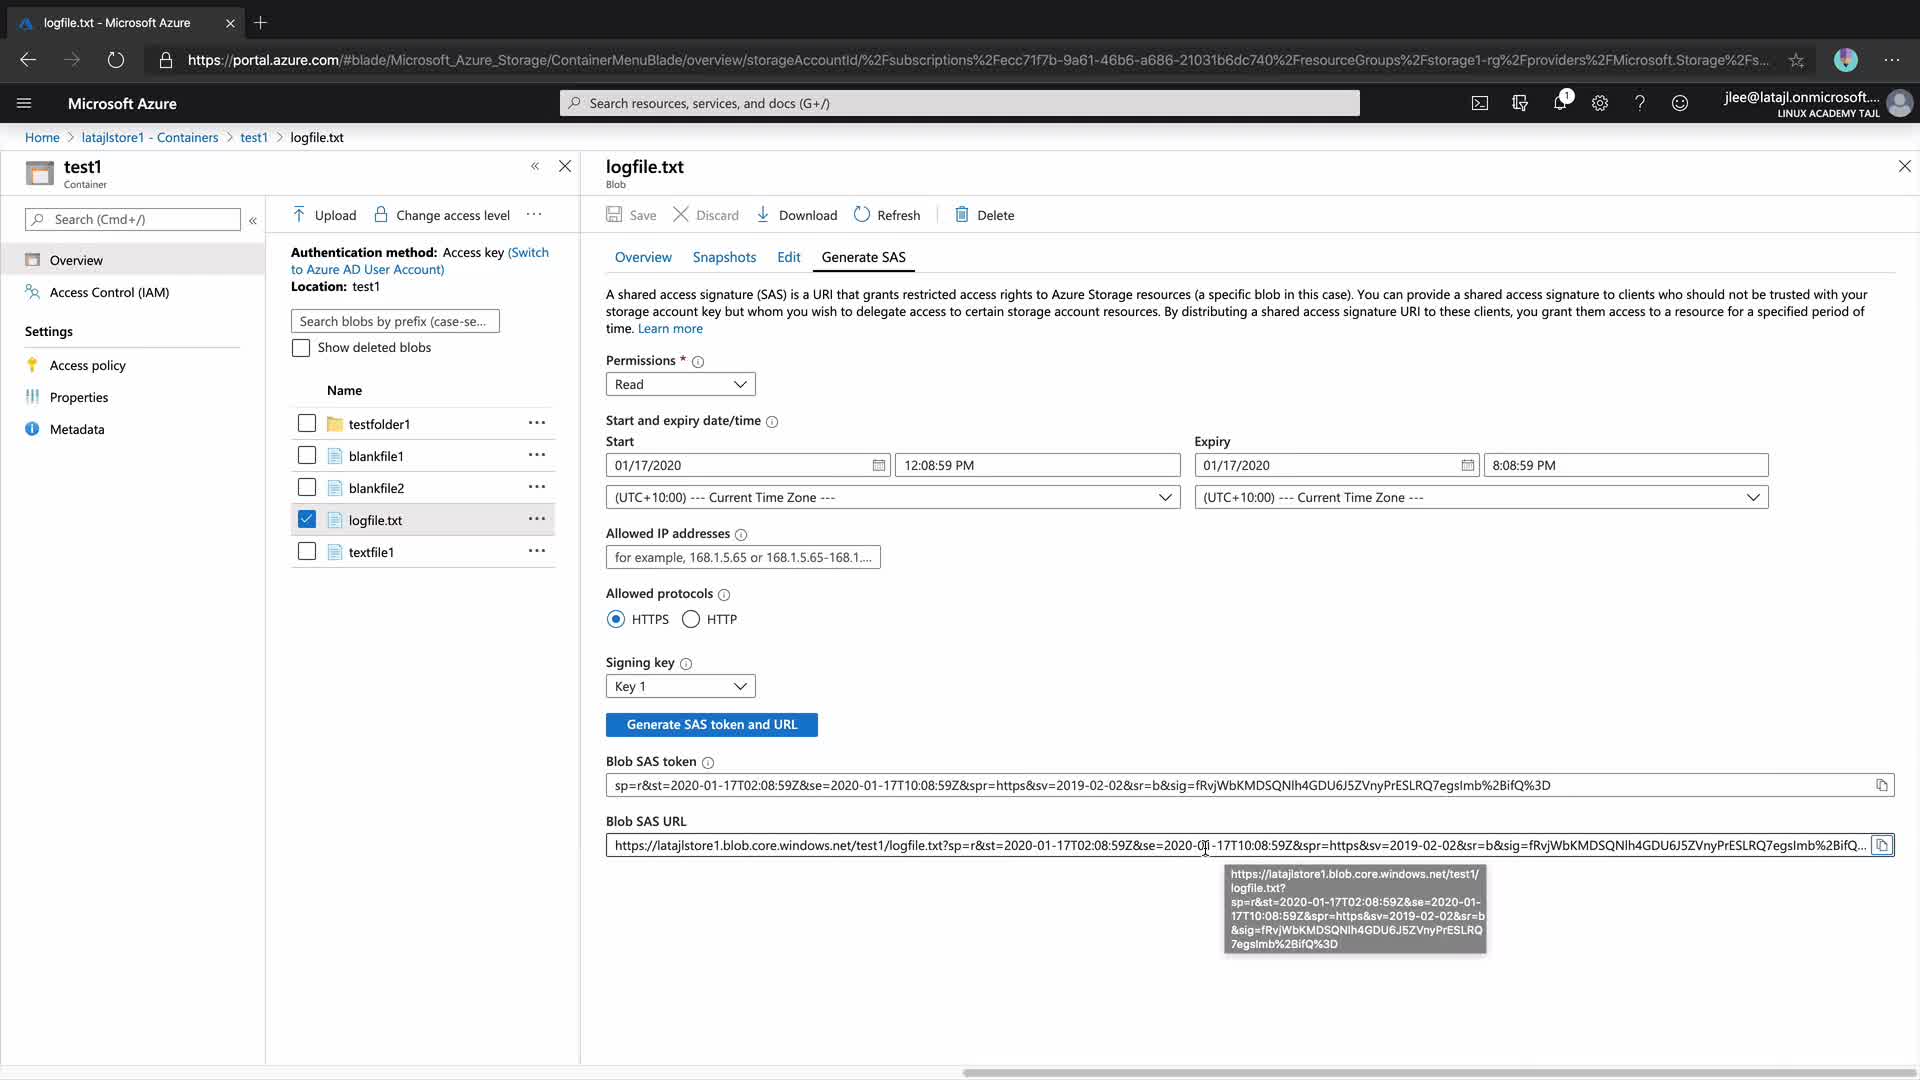 logfile.txt - Microsoft Azure
https://portal.azure.com/#blade/Microsoft_Azure_Storage/ContainerMenuBlade/overview/storageAccountId/%2Fsubscriptions%2Fecc71f7b-9a61-46b6-a686-21031b6dc740%2FresourceGroups%2Fstorage1-rg%2Fproviders%2FMicrosoft.Storage%2Fs...
Microsoft Azure
Search resources, services, and docs (G+/)
1
jlee@latajl.onmicrosoft....
LINUX ACADEMY TAJL
Home > latajlstore1 - Containers > test1 > logfile.txt
test1
Container
Search (Cmd+/)
Overview
Access Control (IAM)
Settings
Access policy
Properties
Metadata
Upload Change access level ...
Authentication method: Access key (Switch
to Azure AD User Account)
Location: test1
Search blobs by prefix (case-se...
Show deleted blobs
Name
testfolder1
blankfile1
blankfile2
logfile.txt
textfile1
logfile.txt
Blob
Save Discard Download Refresh Delete
Overview Snapshots Edit Generate SAS
A shared access signature (SAS) is a URI that grants restricted access rights to Azure Storage resources (a specific blob in this case). You can provide a shared access signature to clients who should not be trusted with your
storage account key but whom you wish to delegate access to certain storage account resources. By distributing a shared access signature URI to these clients, you grant them access to a resource for a specified period of
time. Learn more
Permissions *
Read
Start and expiry date/time
Start Expiry
01/17/2020 12:08:59 PM 01/17/2020 8:08:59 PM
(UTC+10:00) --- Current Time Zone --- (UTC+10:00) --- Current Time Zone ---
Allowed IP addresses
for example, 168.1.5.65 or 168.1.5.65-168.1....
Allowed protocols
HTTPS HTTP
Signing key
Key 1
Generate SAS token and URL
Blob SAS token
sp=r&st=2020-01-17T02:08:59Z&se=2020-01-17T10:08:59Z&spr=https&sv=2019-02-02&sr=b&sig=fRvjWbKMDSQNlh4GDU6J5ZVnyPrESLRQ7egsImb%2BifQ%3D
Blob SAS URL
https://latajlstore1.blob.core.windows.net/test1/logfile.txt?sp=r&st=2020-01-17T02:08:59Z&se=2020-01-17T10:08:59Z&spr=https&sv=2019-02-02&sr=b&sig=fRvjWbKMDSQNlh4GDU6J5ZVnyPrESLRQ7egsImb%2BifQ...
https://latajlstore1.blob.core.windows.net/test1/
logfile.txt?
sp=r&st=2020-01-17T02:08:59Z&se=2020-01-
17T10:08:59Z&spr=https&sv=2019-02-02&sr=b
&sig=fRvjWbKMDSQNlh4GDU6J5ZVnyPrESLRQ
7egsImb%2BifQ%3D